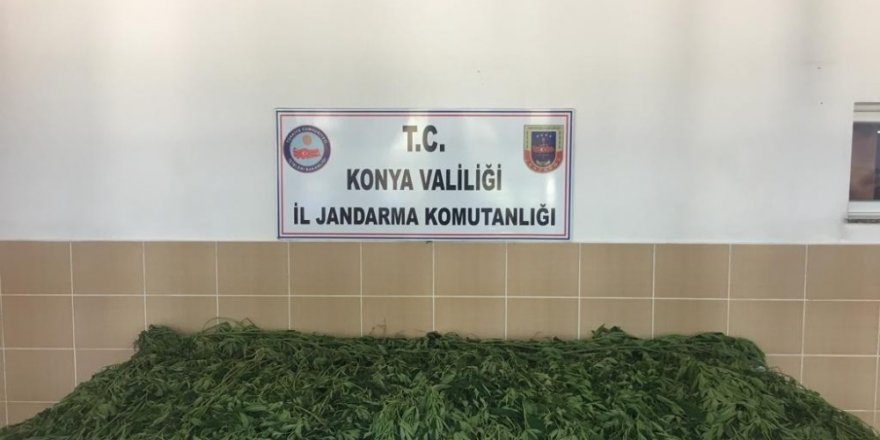 T.C.
KONYA VALİLİĞİ
İL JANDARMA KOMUTANLIĞI